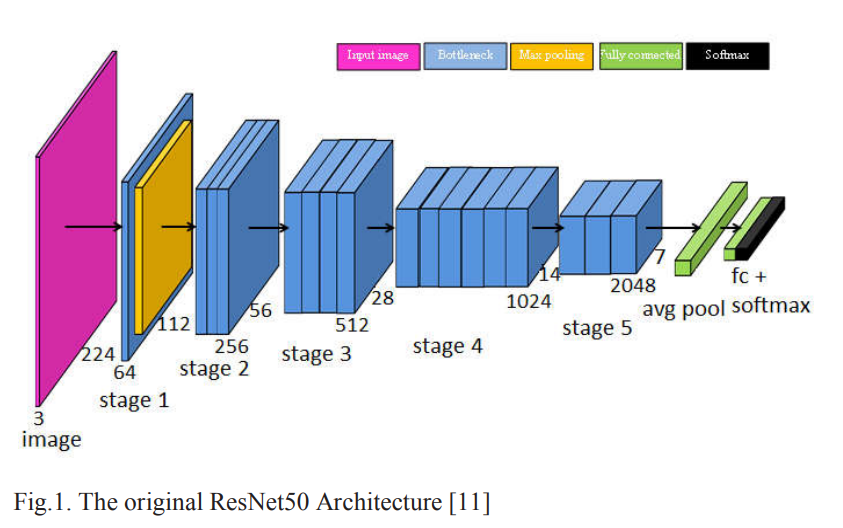 Input image Bottleneck Max pooling Fully connected Softmax
224
112
56
28
14
7
3
64
256
512
1024
2048
image
stage 1
stage 2
stage 3
stage 4
stage 5
avg pool
fc +
softmax
Fig.1. The original ResNet50 Architecture [11]